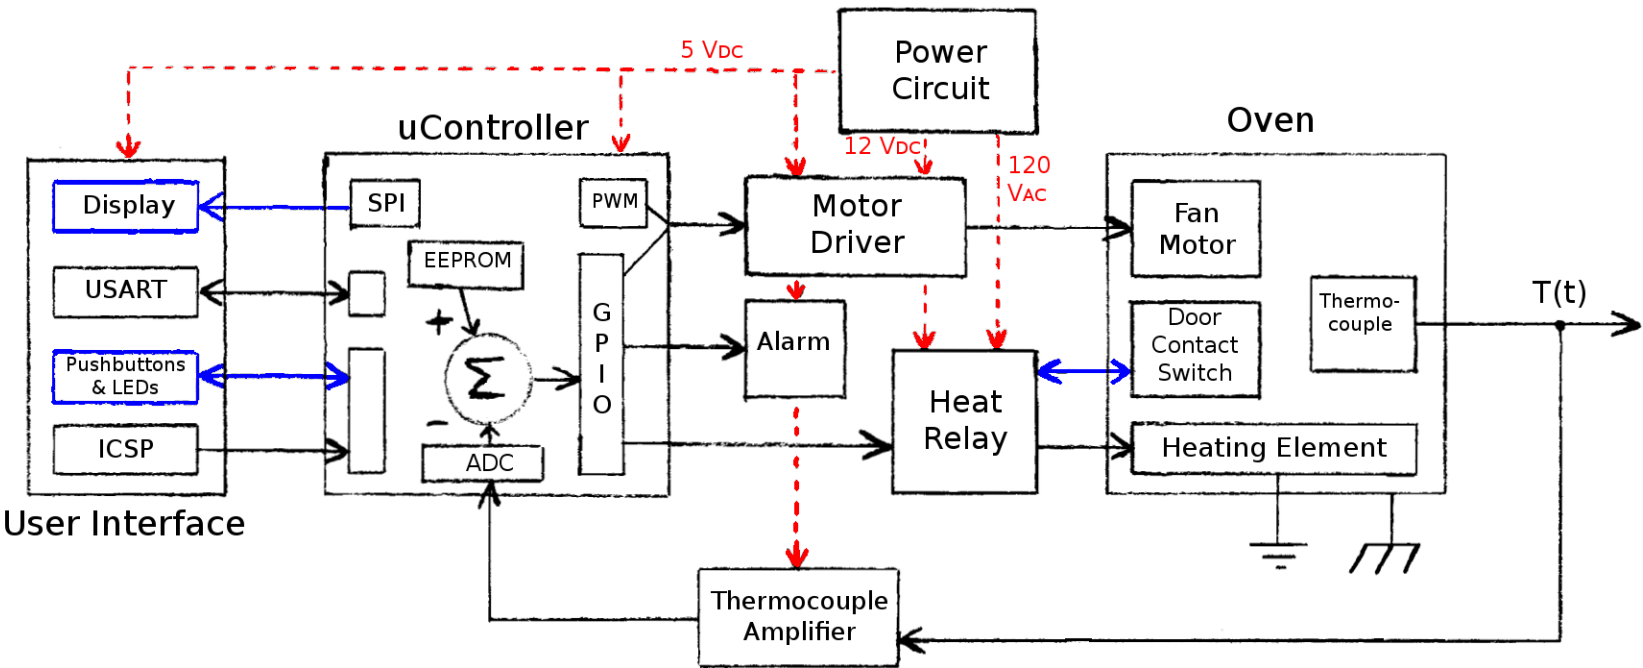 Power
Circuit
5 VDC
uController
Oven
12 VDC
120
VAC
Display
SPI
PWM
Motor
Driver
Fan
Motor
EEPROM
USART
+
G
P
I
O
Alarm
Thermo-
couple
T(t)
Door
Contact
Switch
Pushbuttons
& LEDs
Σ
Heat
Relay
-
ICSP
ADC
Heating Element
User Interface
Thermocouple
Amplifier